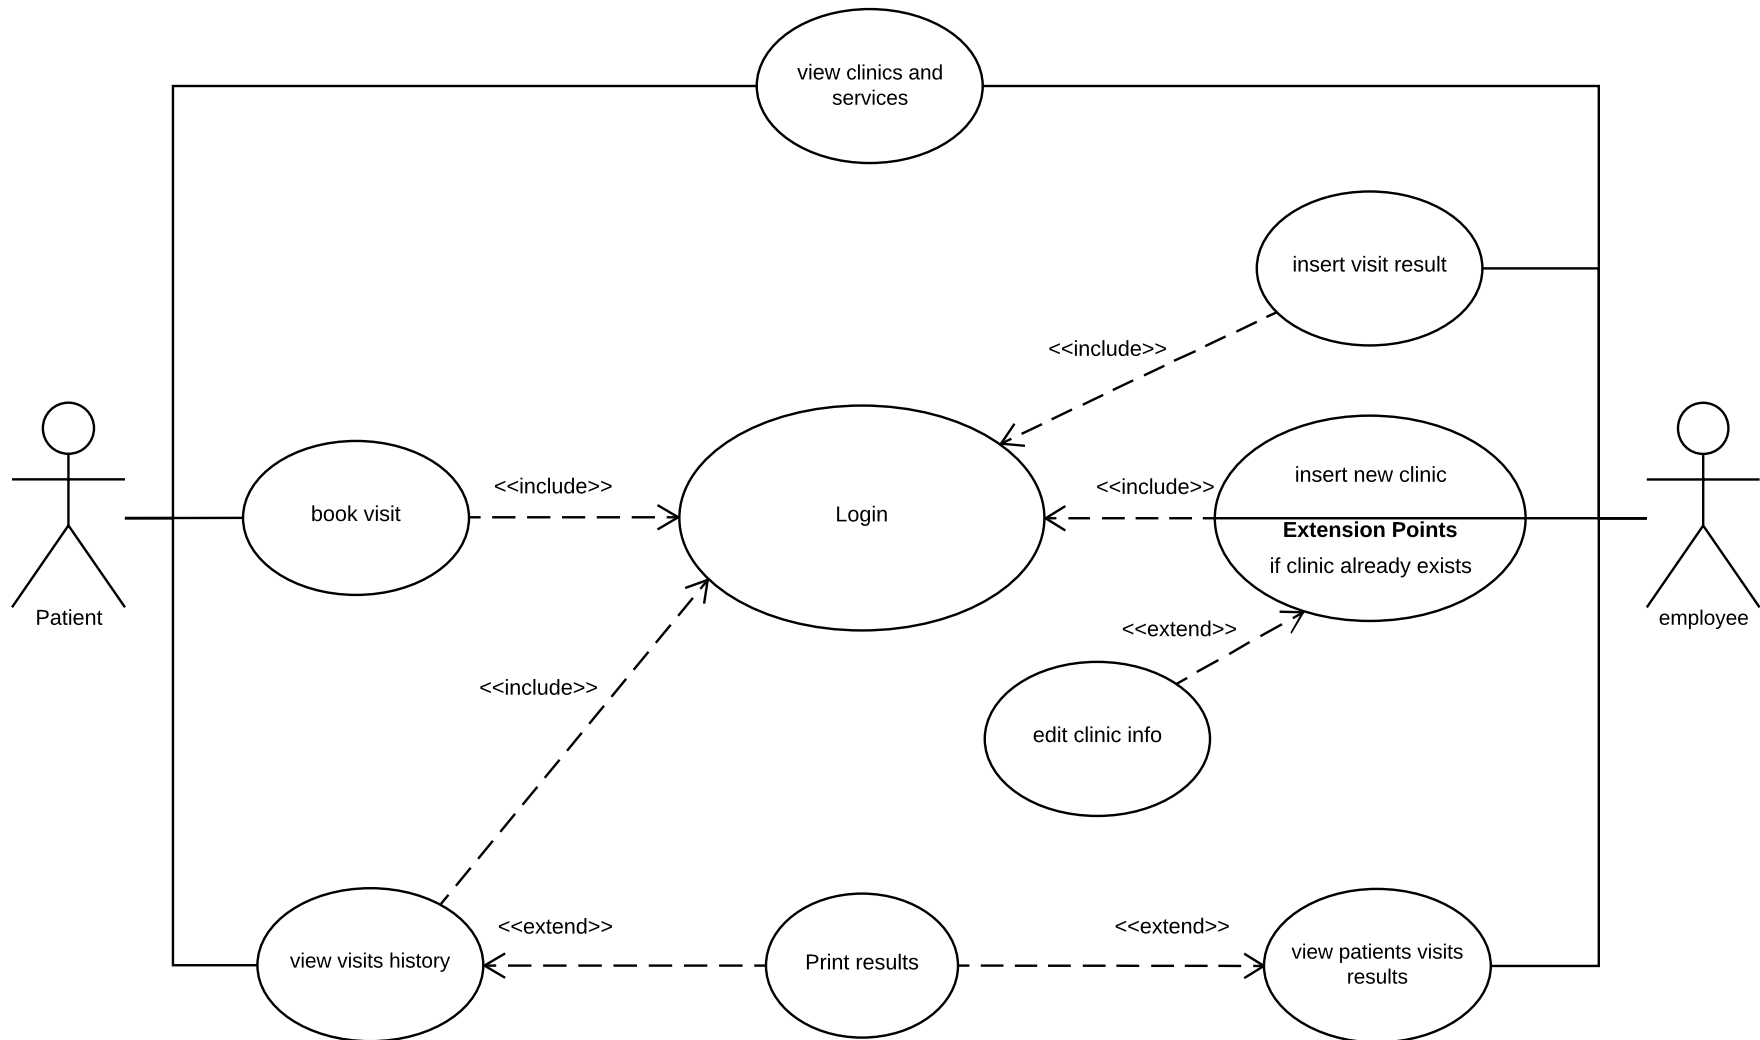 view clinics and
services
insert visit result
<<include>>
insert new clinic
<<include>>
<<include>>
book visit
Login
Extension Points
if clinic already exists
Patient
employee
<<extend>>
<<include>>
edit clinic info
<<extend>>
<<extend>>
view visits history
Print results
view patients visits
results